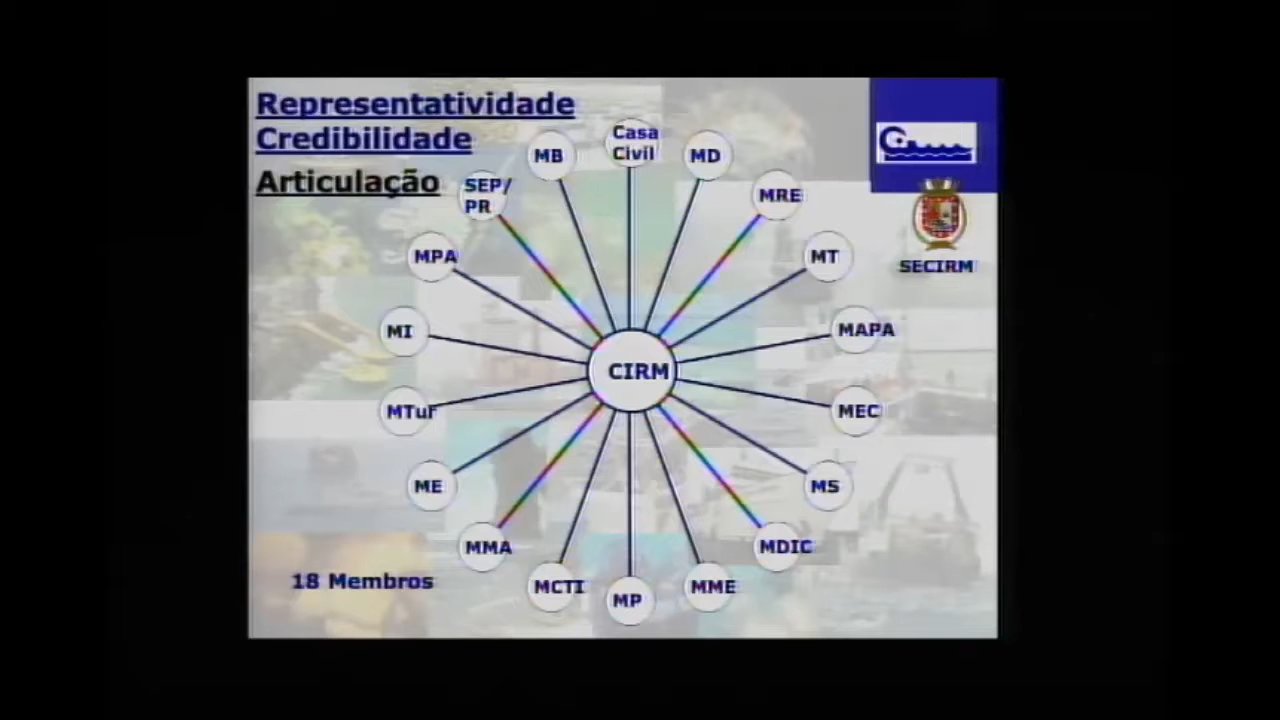 Representatividade
Credibilidade
Articulação
Casa
Civil
MB
MD
SEP/
PR
MRE
MPA
MT
SECIRM
MI
MAPA
CIRM
MTur
MEC
ME
MS
MMA
MDIC
18 Membros
MCTI
MP
MME